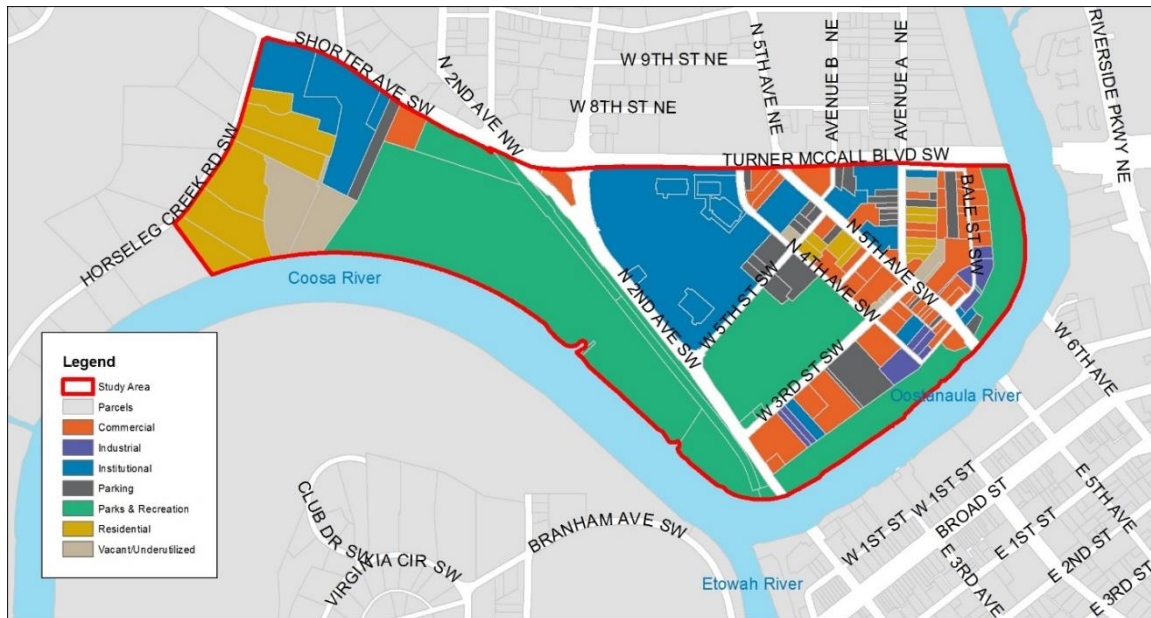 SHORTER AVE SW
N 2ND AVE NW
W 9TH ST NE
W 8TH ST NE
N 5TH AVE NE
AVENUE B NE
AVENUE A NE
RIVERSIDE PKWY NE
TURNER MCCALL BLVD SW
HORSELEG CREEK RD SW
BALE ST SW
N 5TH AVE SW
N 4TH AVE SW
Coosa River
N 2ND AVE SW
W 5TH ST SW
W 3RD ST SW
W 6TH AVE
Oostanaula River
Legend
Study Area
Parcels
Commercial
Industrial
Institutional
Parking
Parks & Recreation
Residential
Vacant/Underutilized
CLUB DR SW
VIRGINIA CIR SW
BRANHAM AVE SW
Etowah River
W 1ST ST
W 1ST ST
BROAD ST
E 5TH AVE
E 1ST ST
E 3RD AVE
E 2ND ST
E 3RD ST